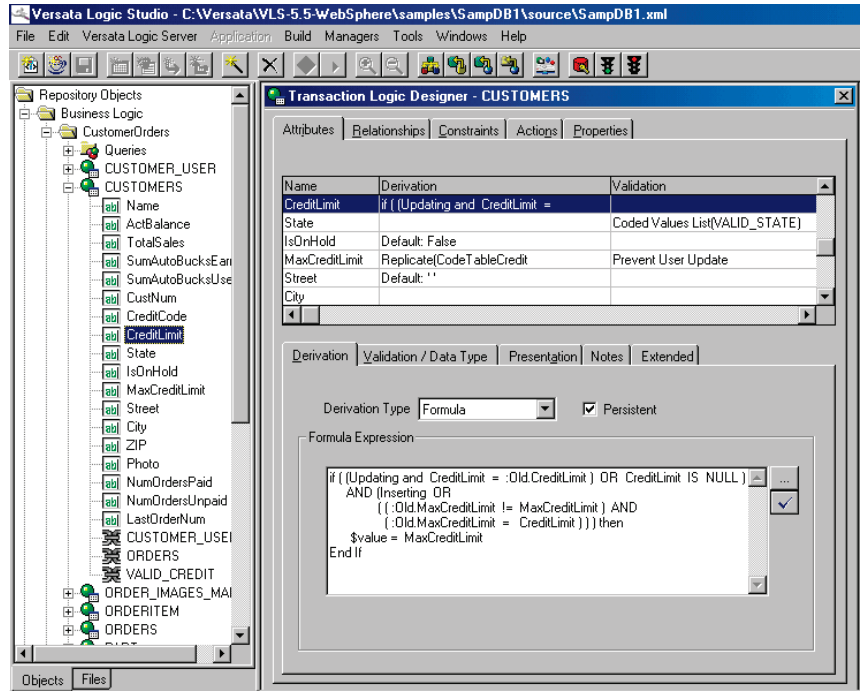 Versata Logic Studio - C:\Versata\VLS-5.5-WebSphere\samples\SampDB1\source\SampDB1.xml
File Edit Versata Logic Server Application Build Managers Tools Windows Help
Repository Objects
Business Logic
CustomerOrders
Queries
CUSTOMER_USER
CUSTOMERS
Name
ActBalance
TotalSales
SumAutoBucksEarn
SumAutoBucksUse
CustNum
CreditCode
CreditLimit
State
IsOnHold
MaxCreditLimit
Street
City
ZIP
Photo
NumOrdersPaid
NumOrdersUnpaid
LastOrderNum
CUSTOMER_USE
ORDERS
VALID_CREDIT
ORDER_IMAGES_MA
ORDERITEM
ORDERS
Objects Files
Transaction Logic Designer - CUSTOMERS
Attributes Relationships Constraints Actions Properties
Name Derivation Validation
CreditLimit if ( (Updating and CreditLimit =
State Coded Values List(VALID_STATE)
IsOnHold Default: False
MaxCreditLimit Replicate(CodeTableCredit Prevent User Update
Street Default: ' '
City
Derivation Validation / Data Type Presentation Notes Extended
Derivation Type Formula Persistent
Formula Expression
if ( (Updating and CreditLimit = :Old.CreditLimit ) OR CreditLimit IS NULL )
AND (Inserting OR
( ( :Old.MaxCreditLimit != MaxCreditLimit ) AND
( :Old.MaxCreditLimit = CreditLimit ) ) ) then
$value = MaxCreditLimit
End If
...